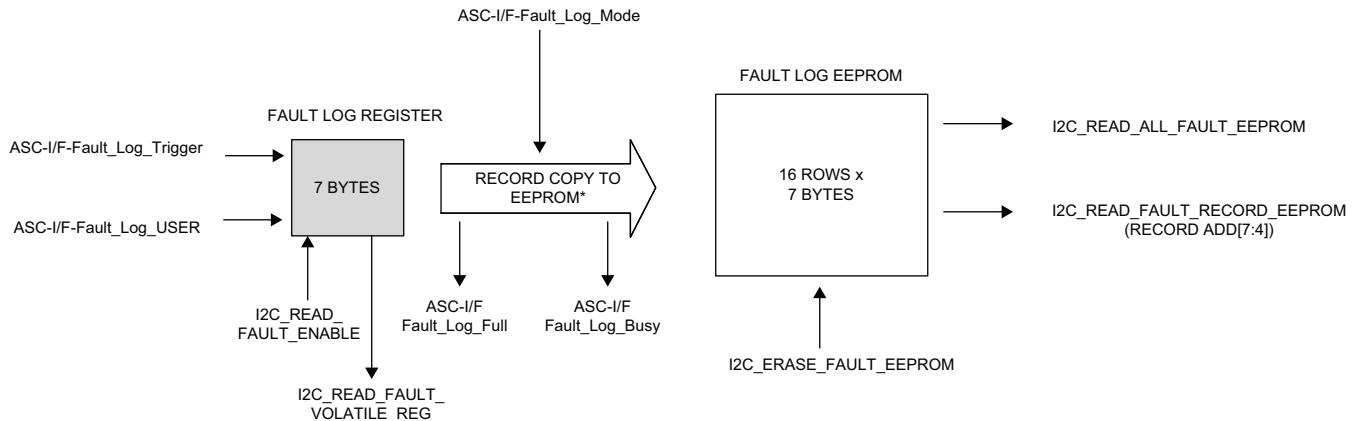 ASC-I/F-Fault_Log_Mode
FAULT LOG EEPROM
FAULT LOG REGISTER
ASC-I/F-Fault_Log_Trigger
ASC-I/F-Fault_Log_USER
7 BYTES
RECORD COPY TO
EEPROM*
16 ROWS x
7 BYTES
I2C_READ_ALL_FAULT_EEPROM
I2C_READ_FAULT_RECORD_EEPROM
(RECORD ADD[7:4])
I2C_READ_
FAULT_ENABLE
ASC-I/F
Fault_Log_Full
ASC-I/F
Fault_Log_Busy
I2C_ERASE_FAULT_EEPROM
I2C_READ_FAULT_
VOLATILE_REG